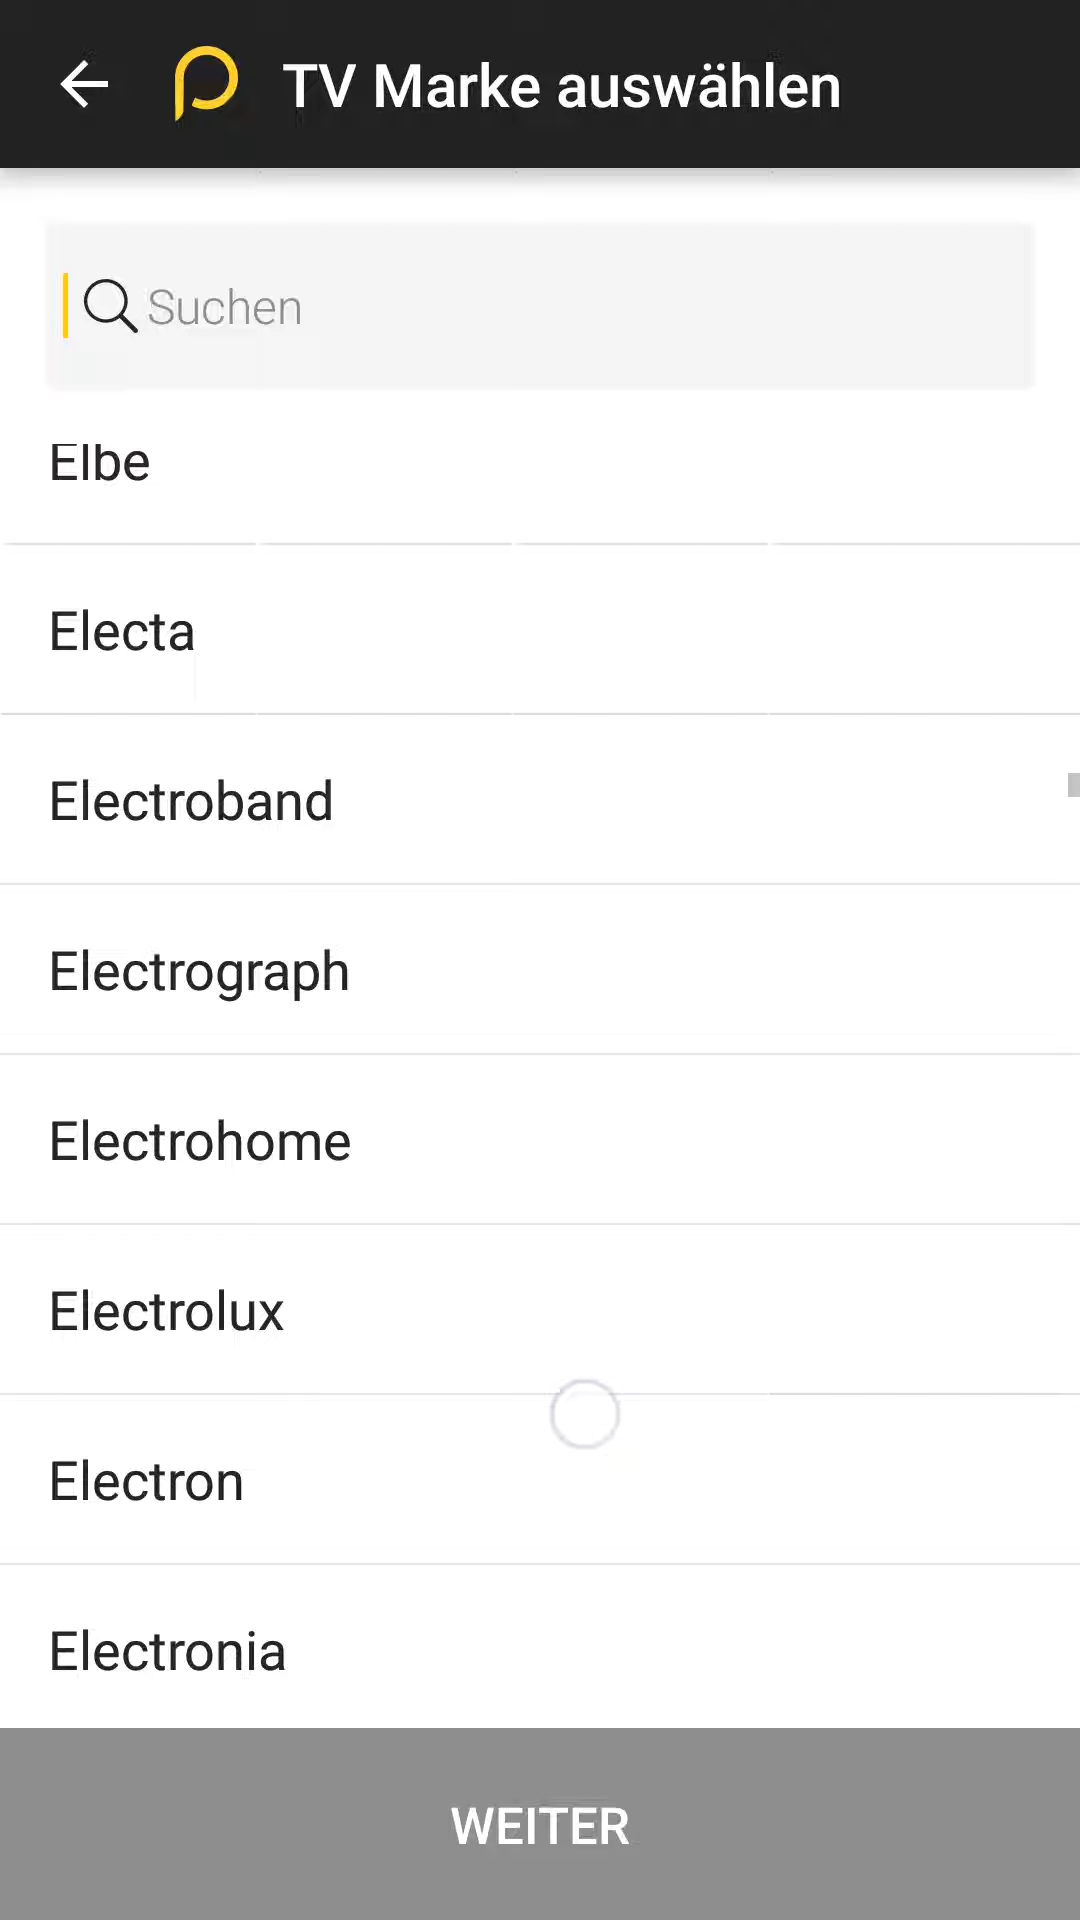 TV Marke auswählen
Suchen
Elbe
Electa
Electroband
Electrograph
Electrohome
Electrolux
Electron
Electronia
WEITER